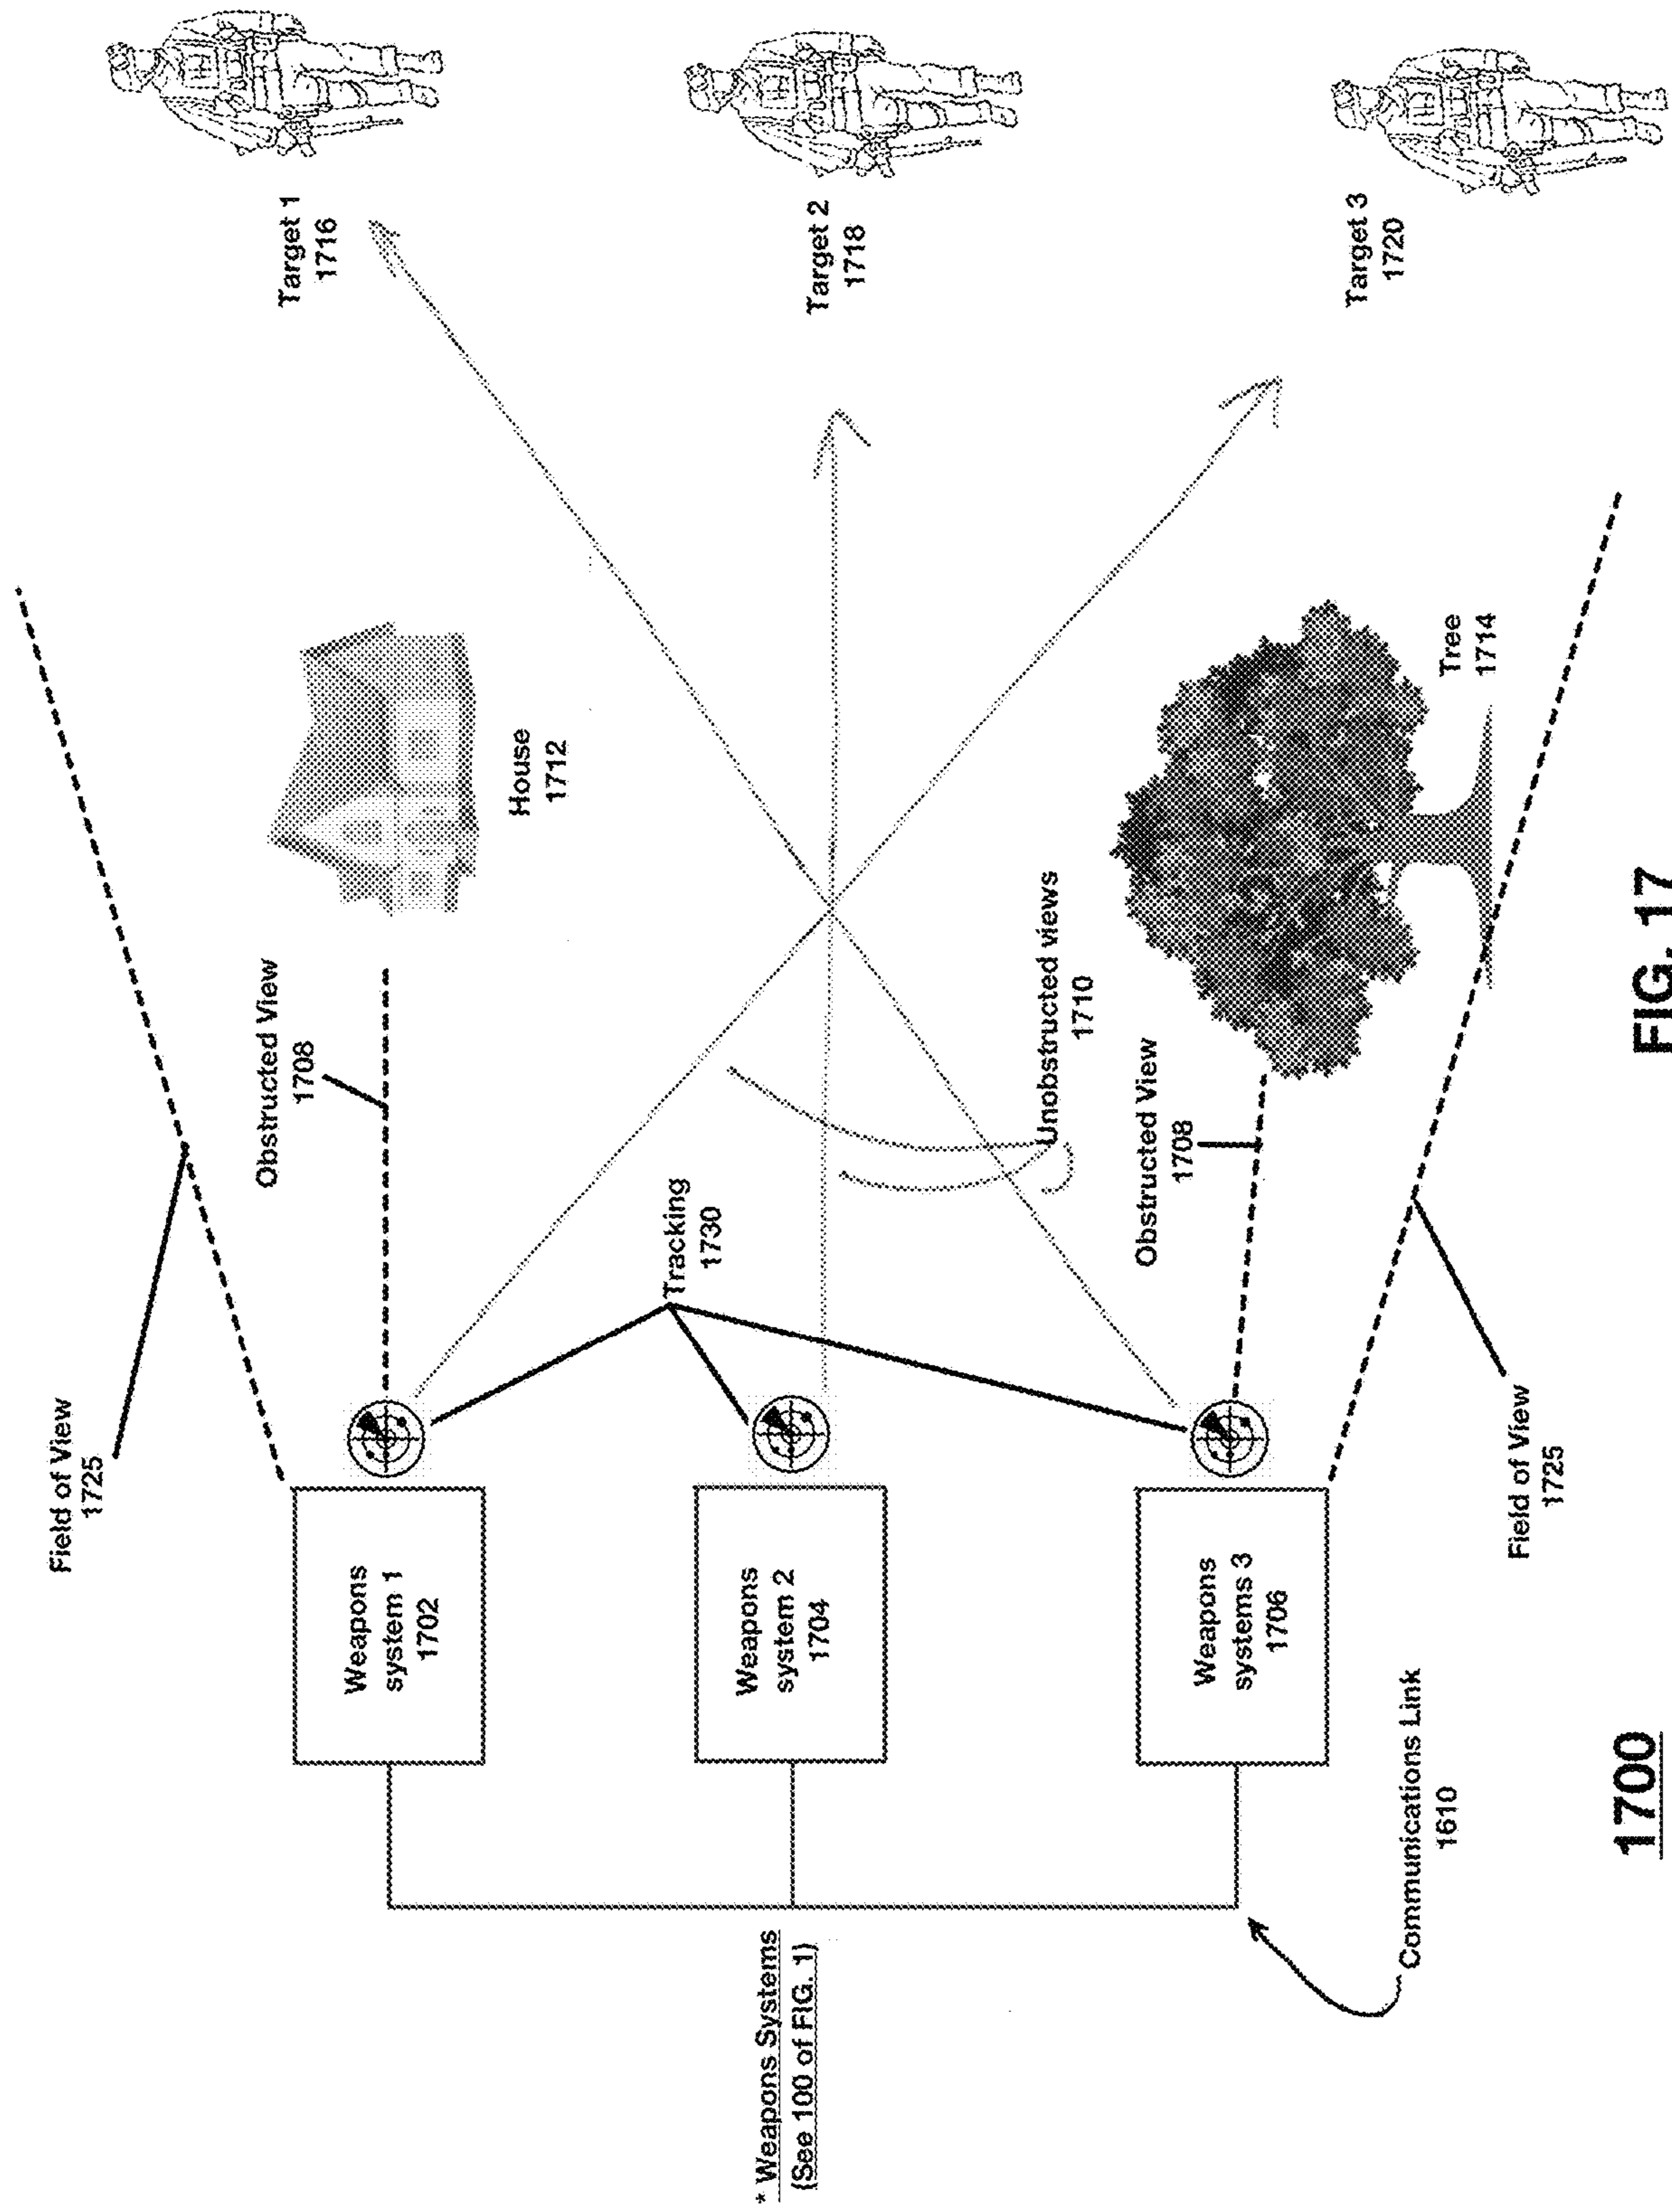 * Weapons Systems
(See 100 of FIG. 1)
Weapons
system 1
1702
Weapons
system 2
1704
Weapons
systems 3
1706
Communications Link
1610
Field of View
1725
Obstructed View
1708
House
1712
Tracking
1730
Unobstructed views
1710
Obstructed View
1708
Tree
1714
Field of View
1725
Target 1
1716
Target 2
1718
Target 3
1720
1700
FIG. 17